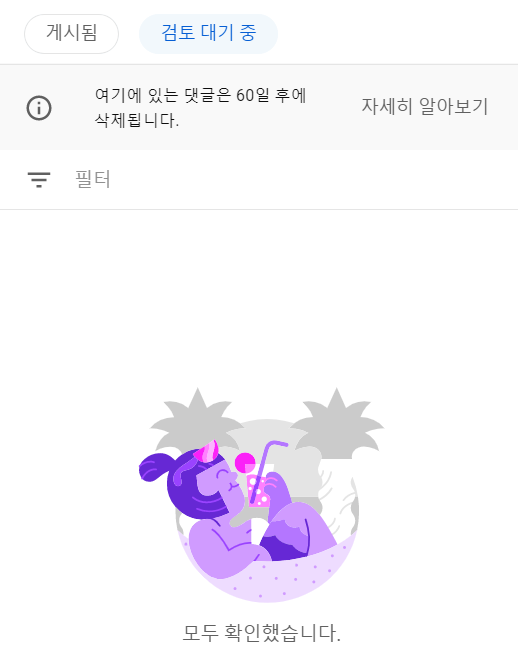 게시됨
검토 대기 중
여기에 있는 댓글은 60일 후에
삭제됩니다.
자세히 알아보기
필터
모두 확인했습니다.